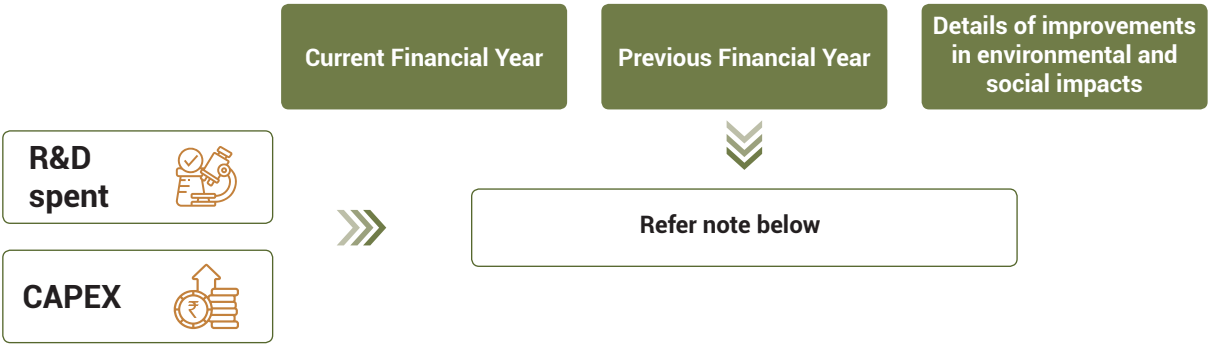 Current Financial Year
Previous Financial Year
Details of improvements
in environmental and
social impacts
R&D
spent
Refer note below
CAPEX
₹